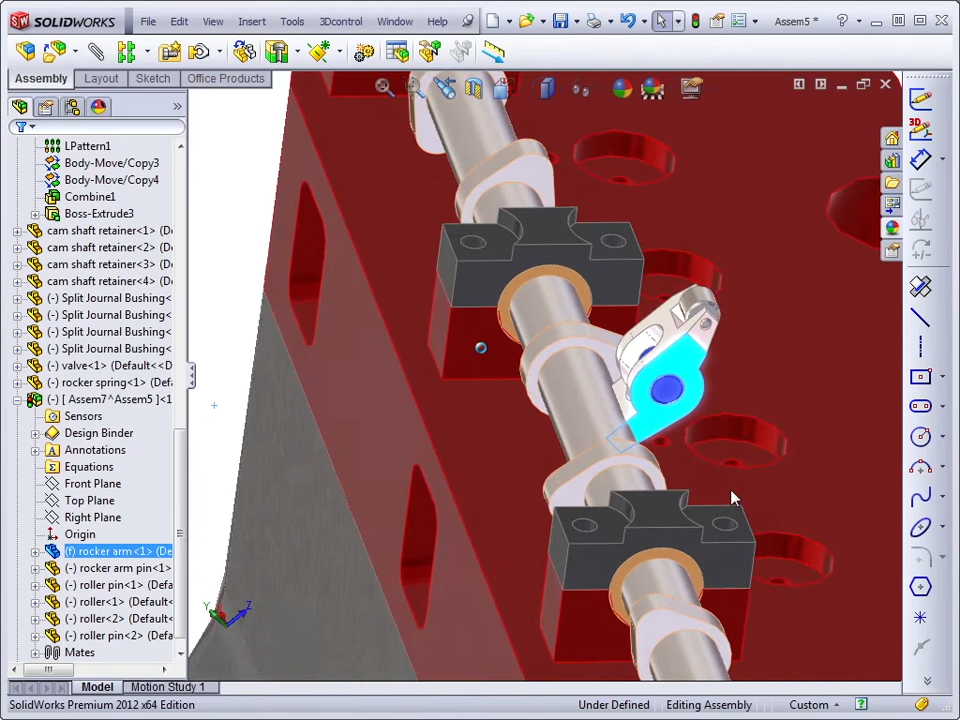 SOLIDWORKS File Edit View Insert Tools 3Dcontrol Window Help Assem5 *
Assembly Layout Sketch Office Products
LPattern1
Body-Move/Copy3
Body-Move/Copy4
Combine1
Boss-Extrude3
cam shaft retainer<1> (D
cam shaft retainer<2> (D
cam shaft retainer<3> (D
cam shaft retainer<4> (D
(-) Split Journal Bushing<
(-) Split Journal Bushing<
(-) Split Journal Bushing<
(-) Split Journal Bushing<
(-) valve<1> (Default<<D
(-) rocker spring<1> (Def
(-) [ Assem7^Assem5 ]<1
Sensors
Design Binder
Annotations
Equations
Front Plane
Top Plane
Right Plane
Origin
(f) rocker arm<1> (De
(-) rocker arm pin<1>
(-) roller pin<1> (Defa
(-) roller<1> (Default<
(-) roller<2> (Default<
(-) roller pin<2> (Defa
Mates
3D
Y Z
Model Motion Study 1
SolidWorks Premium 2012 x64 Edition Under Defined Editing Assembly Custom